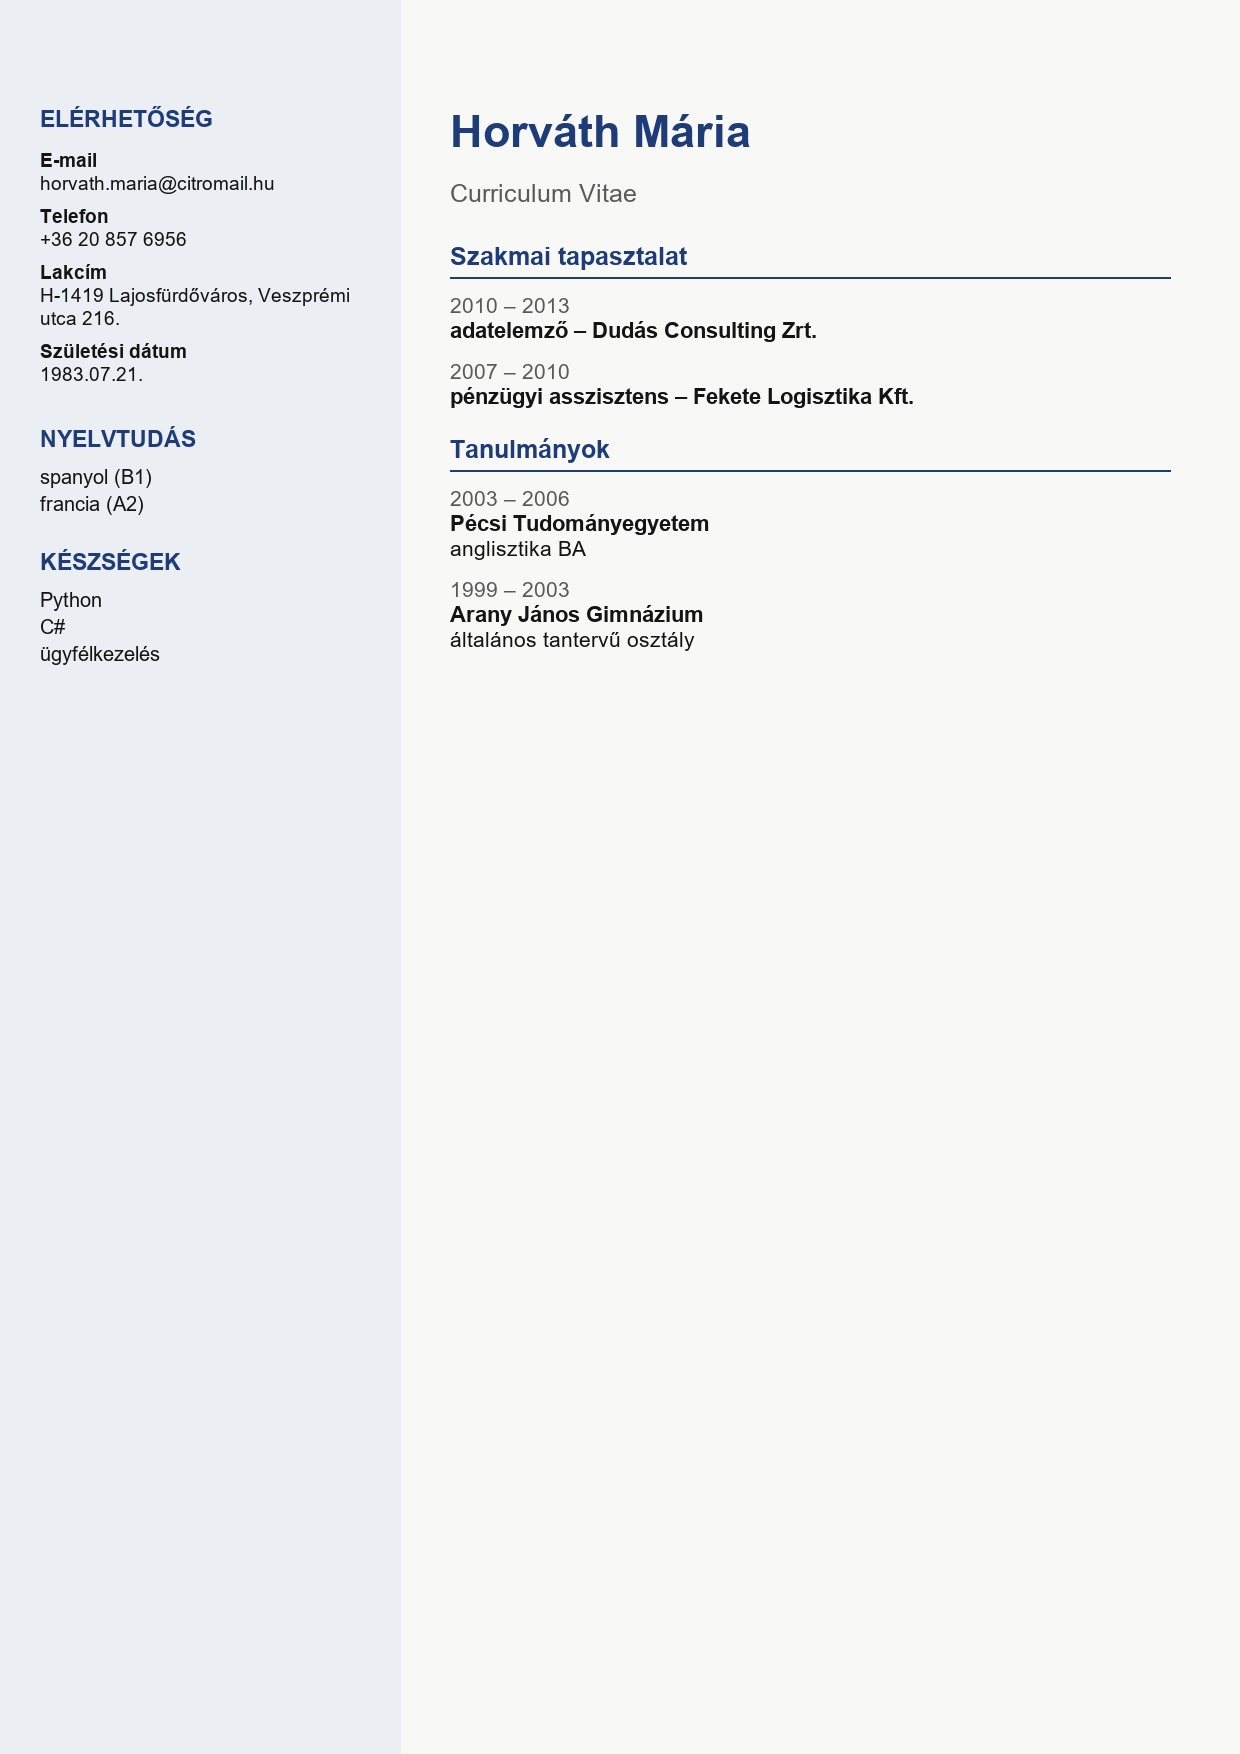 ELÉRHETŐSÉG
E-mail
horvath.maria@citromail.hu
Telefon
+36 20 857 6956
Lakcím
H-1419 Lajosfürdőváros, Veszprémi
utca 216.
Születési dátum
1983.07.21.
NYELVTUDÁS
spanyol (B1)
francia (A2)
KÉSZSÉGEK
Python
C#
ügyfélkezelés
Horváth Mária
Curriculum Vitae
Szakmai tapasztalat
2010 – 2013
adatelemző – Dudás Consulting Zrt.
2007 – 2010
pénzügyi asszisztens – Fekete Logisztika Kft.
Tanulmányok
2003 – 2006
Pécsi Tudományegyetem
anglisztika BA
1999 – 2003
Arany János Gimnázium
általános tantervű osztály